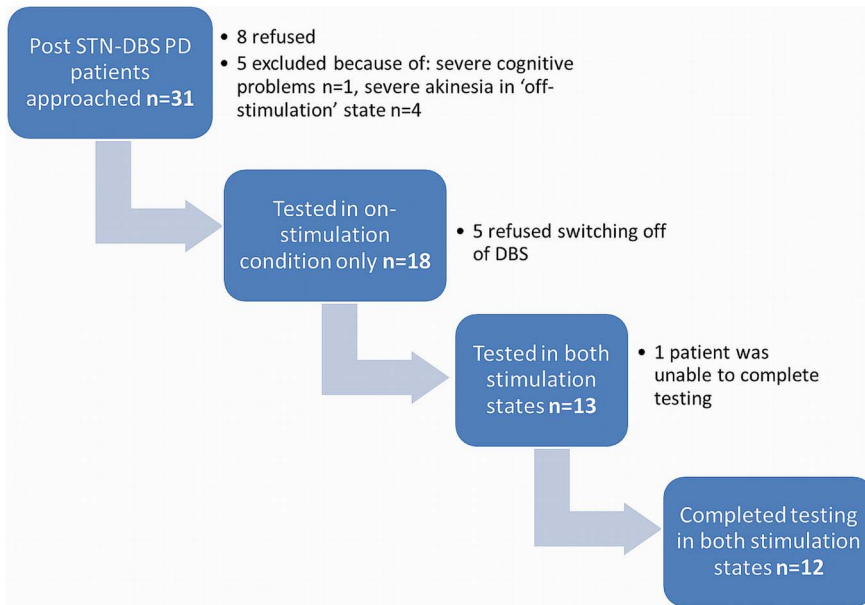 Post STN-DBS PD
patients
approached n=31
• 8 refused
• 5 excluded because of: severe cognitive
problems n=1, severe akinesia in ‘off-
stimulation’ state n=4
Tested in on-
stimulation
condition only n=18
• 5 refused switching off
of DBS
Tested in both
stimulation
states n=13
• 1 patient was
unable to complete
testing
Completed testing
in both stimulation
states n=12